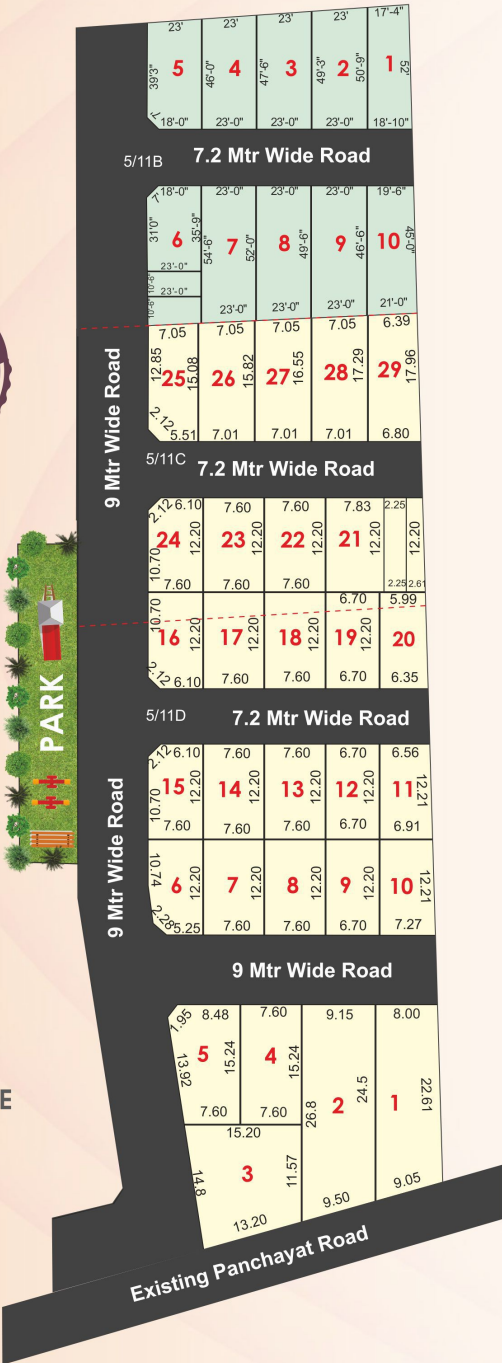 23' 23' 23' 23' 17'-4"
39'3" 5 46'-0" 4 47'-6" 3 49'-3" 2 50'-9" 1 52'
7' 18'-0" 23'-0" 23'-0" 23'-0" 18'-10"
5/11B 7.2 Mtr Wide Road
7' 18'-0" 23'-0" 23'-0" 23'-0" 19'-6"
31'0" 6 35'-9" 54'-6" 7 52'-0" 8 49'-6" 9 46'-6" 10 45'-0"
23'-0"
10'-6" 23'-0"
10'-6" 23'-0" 23'-0" 23'-0" 21'-0"
7.05 7.05 7.05 7.05 6.39
12.85 25 15.08 26 15.82 27 16.55 28 17.29 29 17.96
2.12 5.51 7.01 7.01 7.01 6.80
9 Mtr Wide Road
5/11C 7.2 Mtr Wide Road
2.12 6.10 7.60 7.60 7.83 2.25
10.70 24 12.20 23 12.20 22 12.20 21 12.20 12.20
7.60 7.60 7.60 2.25 2.61
6.70 5.99
10.70 16 12.20 17 12.20 18 12.20 19 12.20 20
2.12 6.10 7.60 7.60 6.70 6.35
PARK
5/11D 7.2 Mtr Wide Road
2.12 6.10 7.60 7.60 6.70 6.56
10.70 15 12.20 14 12.20 13 12.20 12 12.20 11 12.21
7.60 7.60 7.60 6.70 6.91
9 Mtr Wide Road
10.74 6 12.20 7 12.20 8 12.20 9 12.20 10 12.21
2.28 5.25 7.60 7.60 6.70 7.27
9 Mtr Wide Road
1.95 8.48 7.60 9.15 8.00
13.92 5 15.24 4 15.24 26.8 2 24.5 1 22.61
7.60 7.60
15.20
14.8 3 11.57
13.20 9.50 9.05
E
Existing Panchayat Road